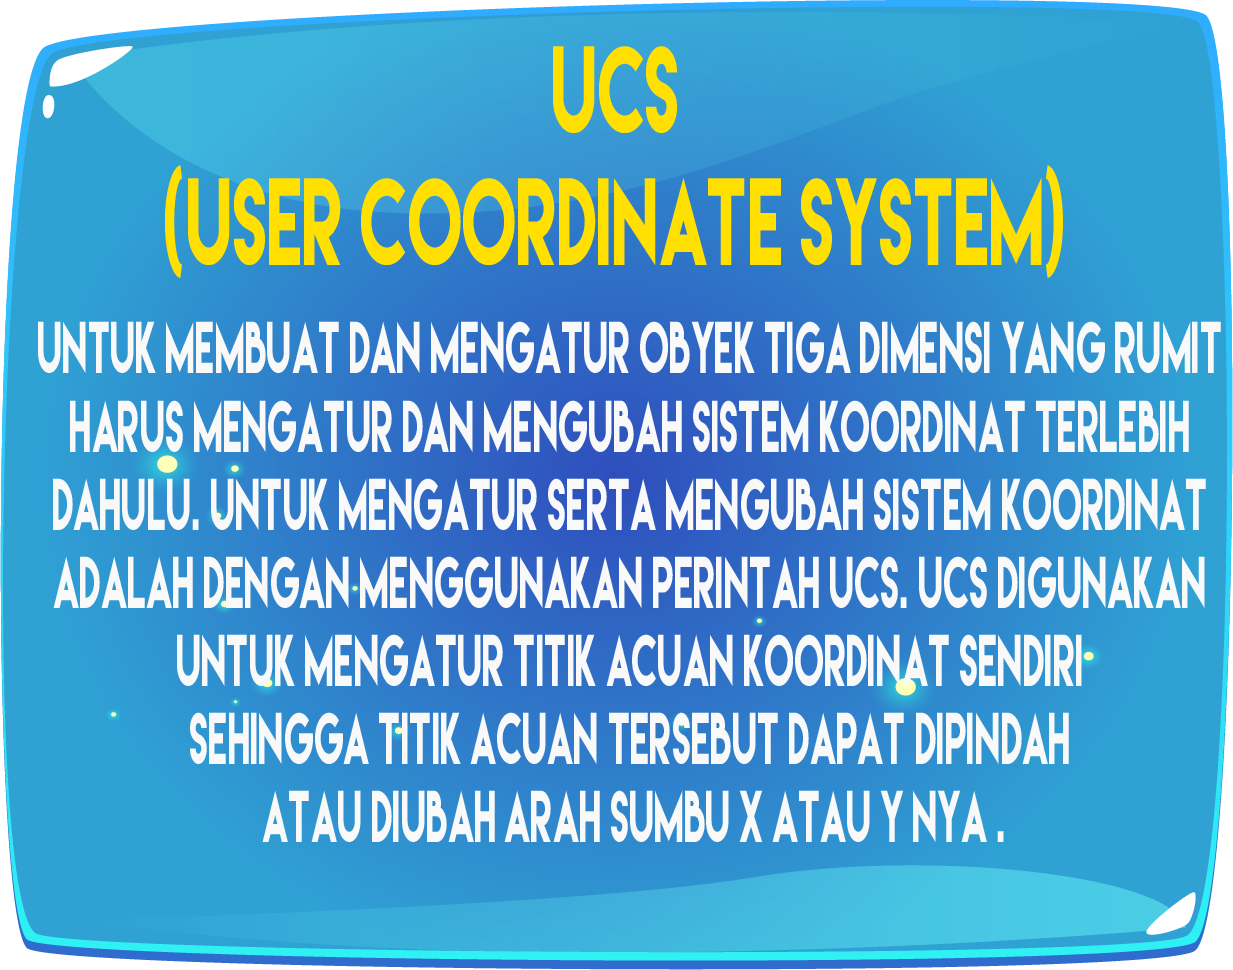 UCS
(USER COORDINATE SYSTEM)
UNTUK MEMBUAT DAN MENGATUR OBYEK TIGA DIMENSI YANG RUMIT
HARUS MENGATUR DAN MENGUBAH SISTEM KOORDINAT TERLEBIH
DAHULU. UNTUK MENGATUR SERTA MENGUBAH SISTEM KOORDINAT
ADALAH DENGAN MENGGUNAKAN PERINTAH UCS. UCS DIGUNAKAN
UNTUK MENGATUR TITIK ACUAN KOORDINAT SENDIRI
SEHINGGA TITIK ACUAN TERSEBUT DAPAT DIPINDAH
ATAU DIUBAH ARAH SUMBU X ATAU Y NYA .